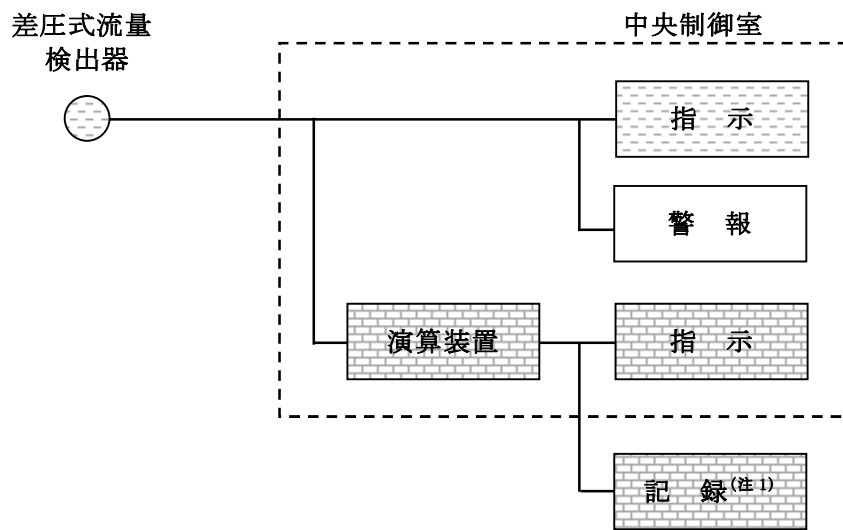 差圧式流量
検出器
中央制御室
指 示
警 報
演算装置
指 示
記 録(注1)